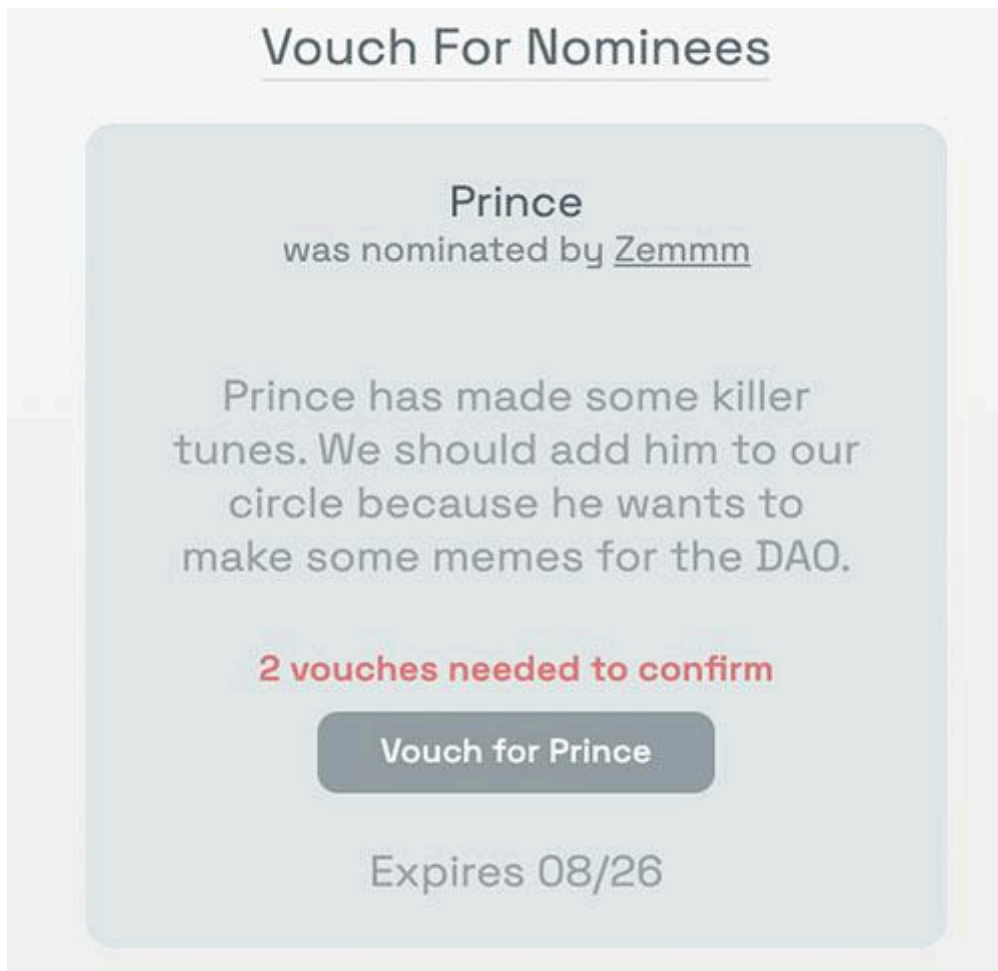 Vouch For Nominees
Prince
was nominated by Zemmm
Prince has made some killer
tunes. We should add him to our
circle because he wants to
make some memes for the DAO.
2 vouches needed to confirm
Vouch for Prince
Expires 08/26